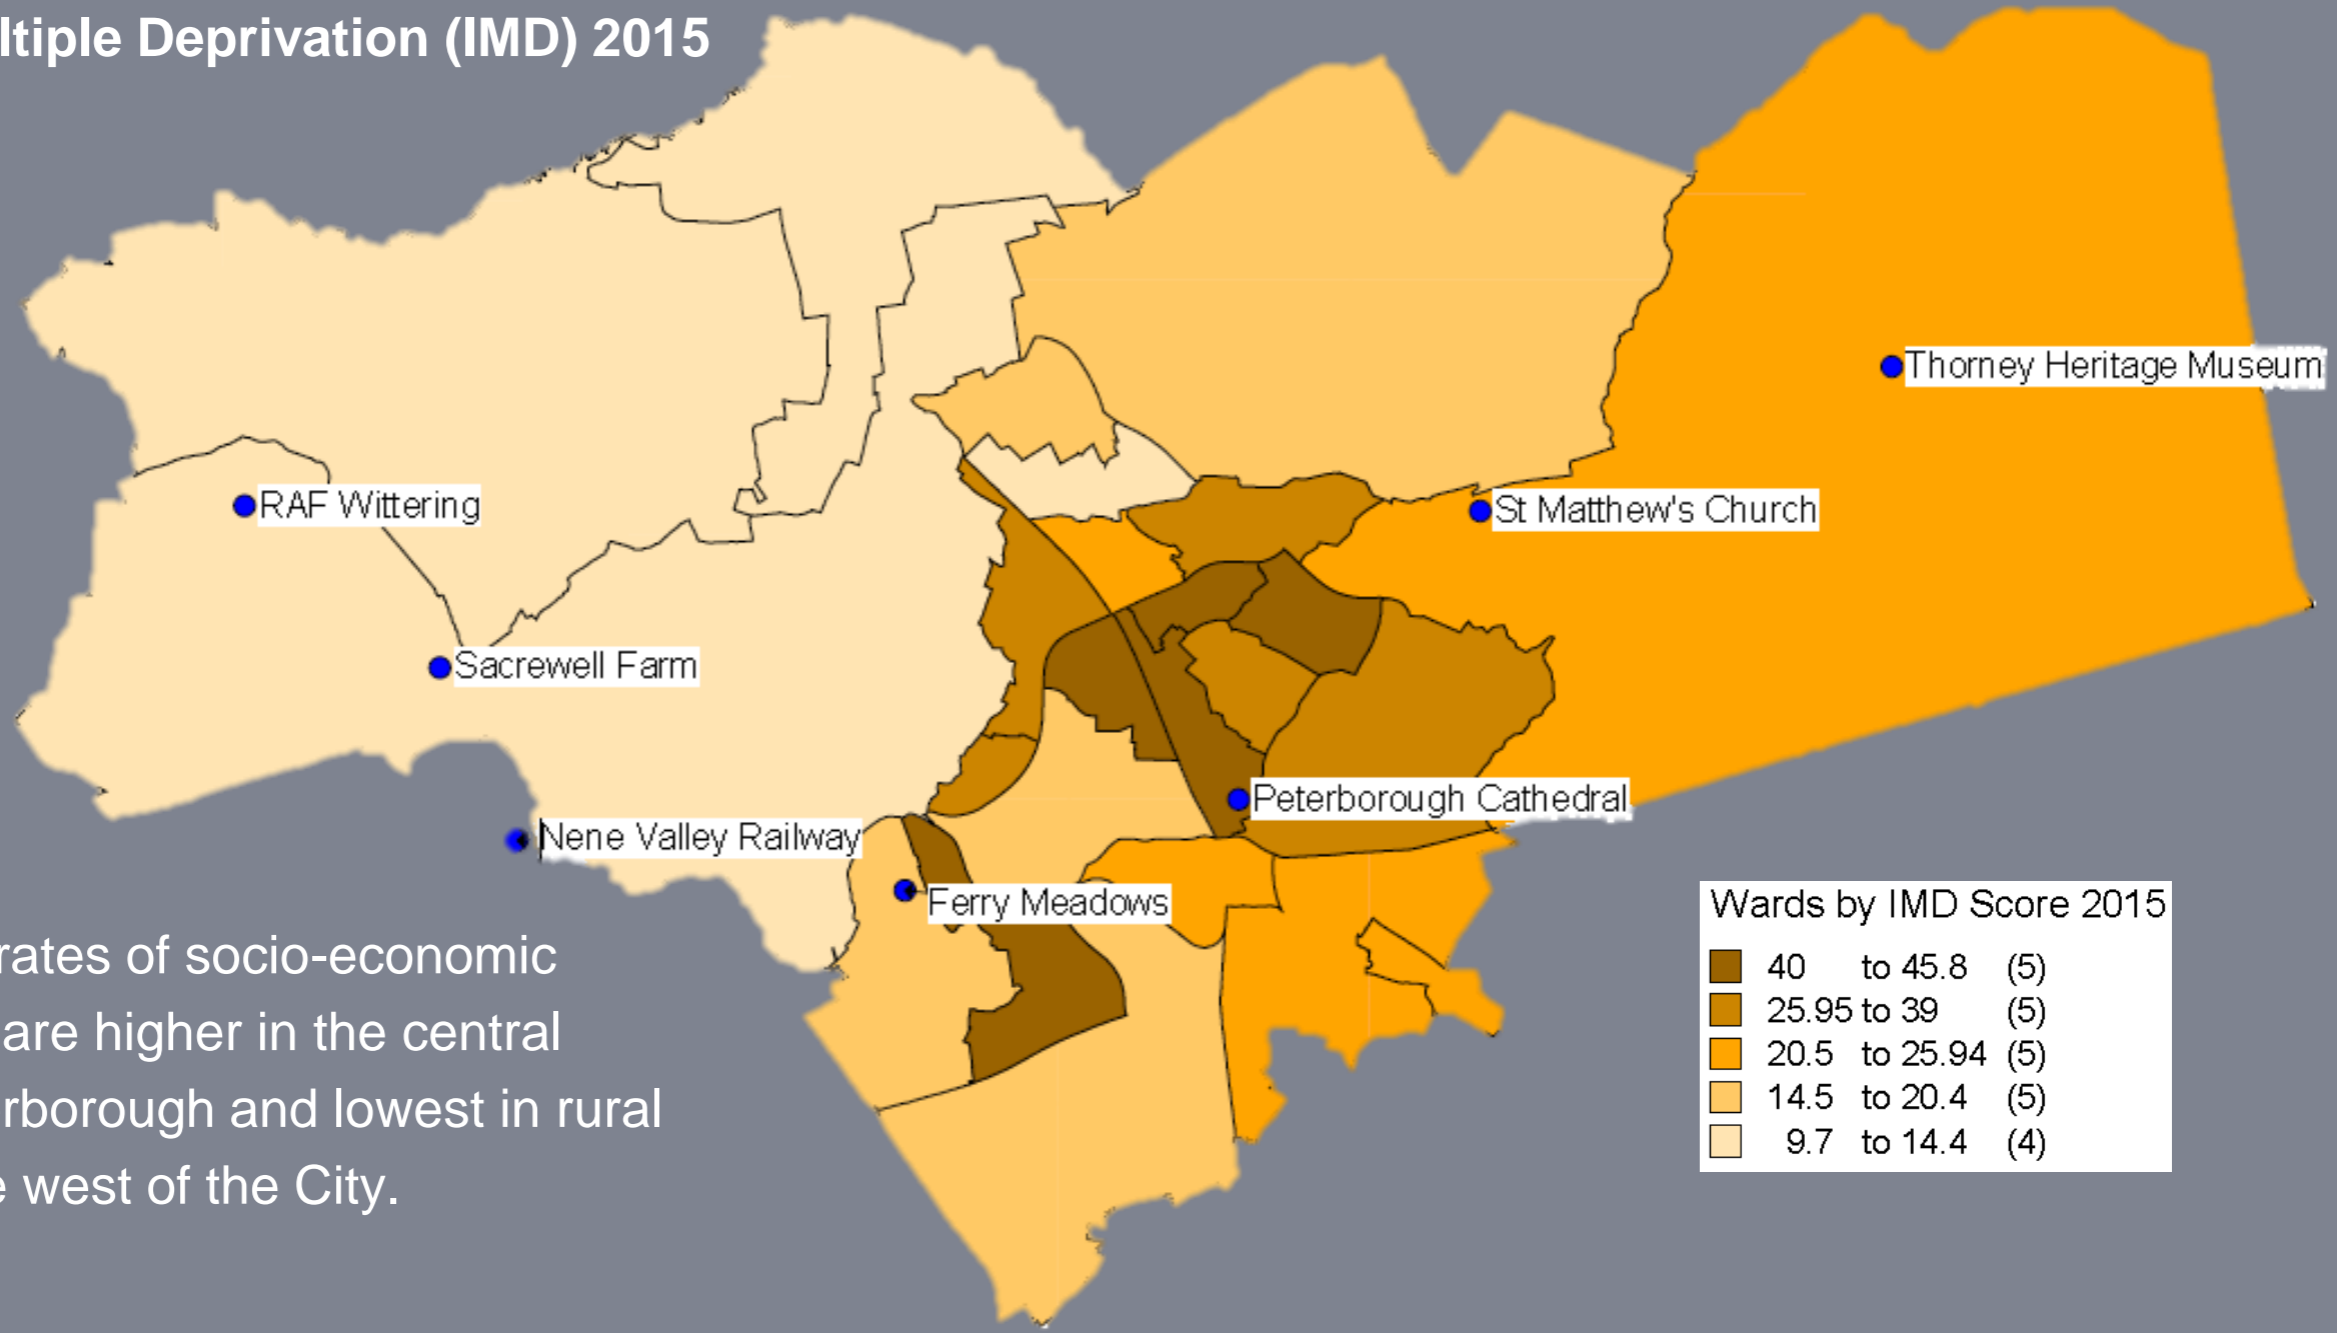 ltiple Deprivation (IMD) 2015
Thorney Heritage Museum
RAF Wittering
St Matthew's Church
Sacrewell Farm
Peterborough Cathedral
Nene Valley Railway
Ferry Meadows
rates of socio-economic
are higher in the central
rborough and lowest in rural
e west of the City.
Wards by IMD Score 2015
40 to 45.8 (5)
25.95 to 39 (5)
20.5 to 25.94 (5)
14.5 to 20.4 (5)
9.7 to 14.4 (4)